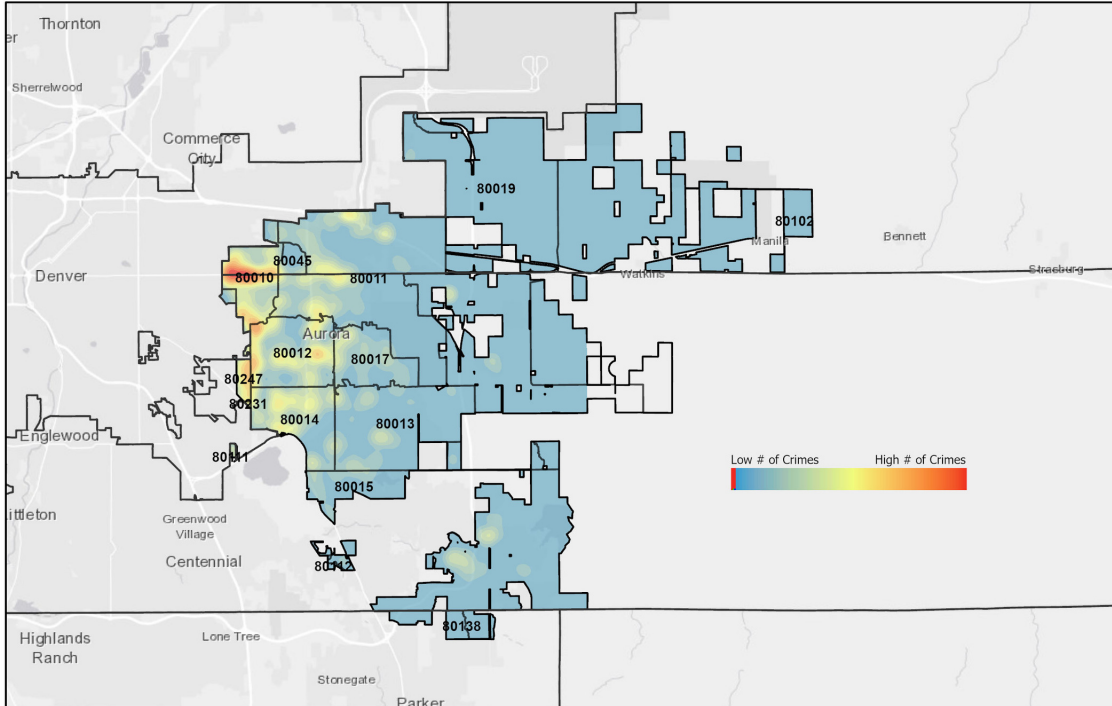 Thornton
er
Sherrelwood
Commerce
City
80019
80102
Manila
Bennett
80045
Denver
80010
80011
Watkins
Strasburg
Aurora
80012
80017
80247
80231
80014
80013
Englewood
80111
Low # of Crimes
High # of Crimes
80015
ittleton
Greenwood
Village
Centennial
80112
80138
Highlands
Ranch
Lone Tree
Stonegate
Parker